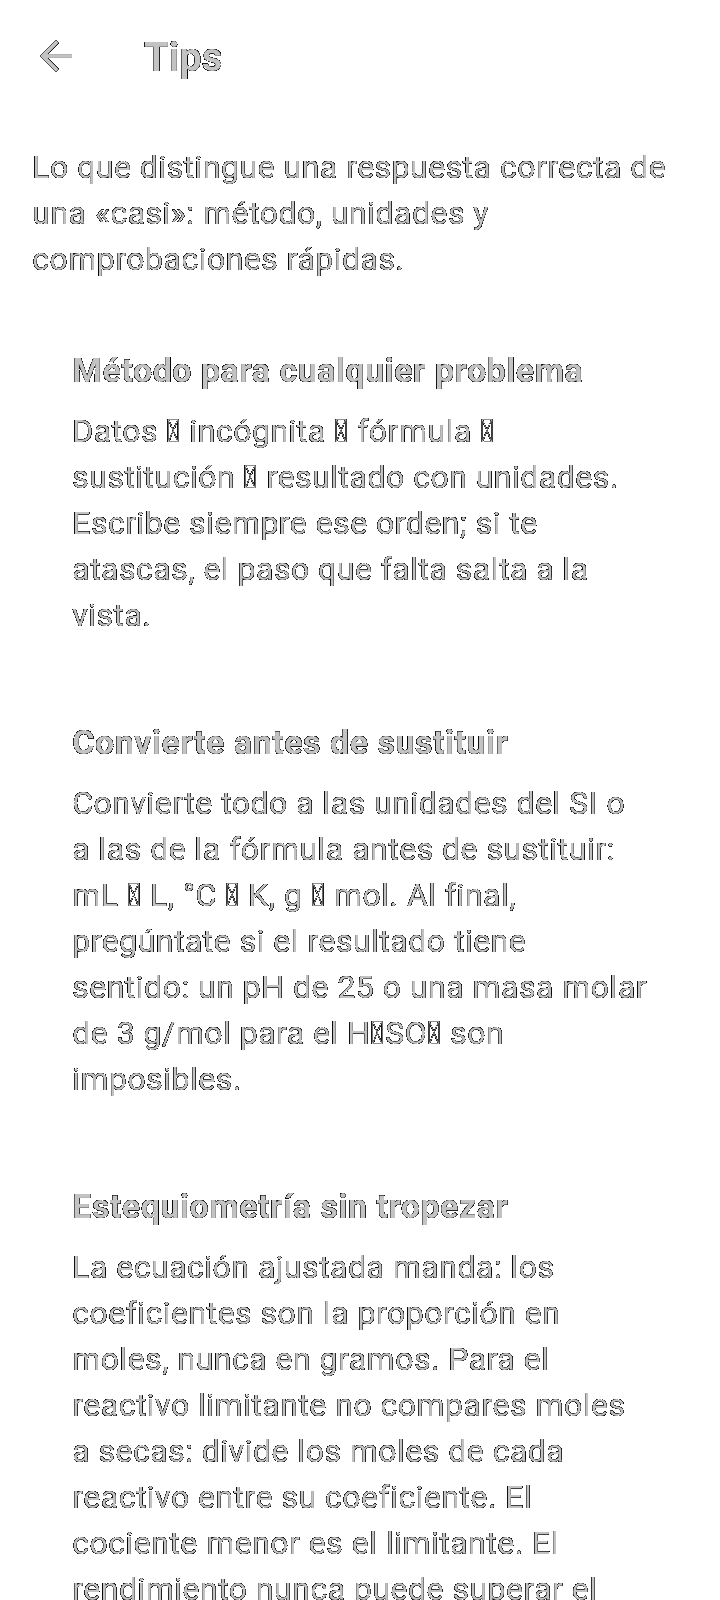 Tips
Lo que distingue una respuesta correcta de
una «casi»: método, unidades y
comprobaciones rápidas.
Método para cualquier problema
Datos incógnita fórmula
sustitución resultado con unidades.
Escribe siempre ese orden; si te
atascas, el paso que falta salta a la
vista.
Convierte antes de sustituir
Convierte todo a las unidades del SI o
a las de la fórmula antes de sustituir:
mL L, °C K, g mol. Al final,
pregúntate si el resultado tiene
sentido: un pH de 25 o una masa molar
de 3 g/mol para el H SO son
imposibles.
Estequiometría sin tropezar
La ecuación ajustada manda: los
coeficientes son la proporción en
moles, nunca en gramos. Para el
reactivo limitante no compares moles
a secas: divide los moles de cada
reactivo entre su coeficiente. El
cociente menor es el limitante. El
rendimiento nunca puede superar el